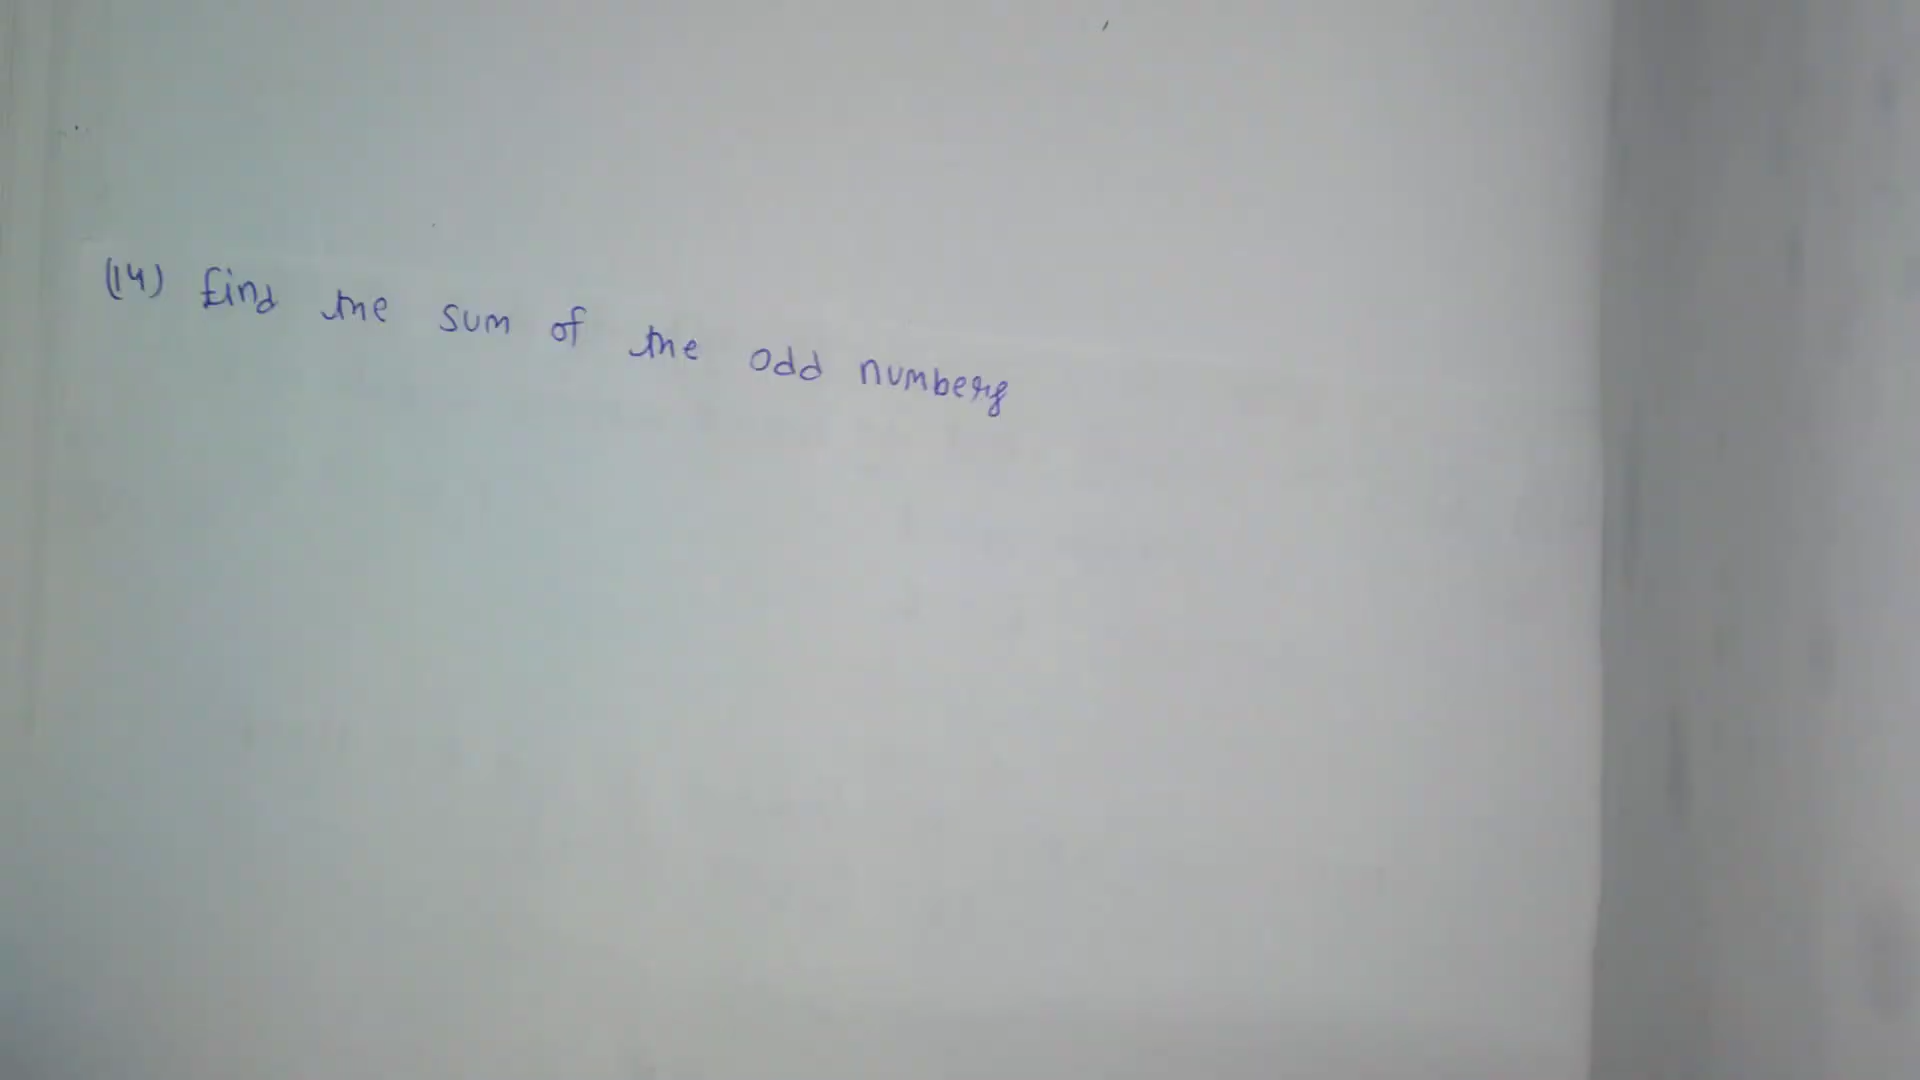 (14) find the sum of the odd numbers